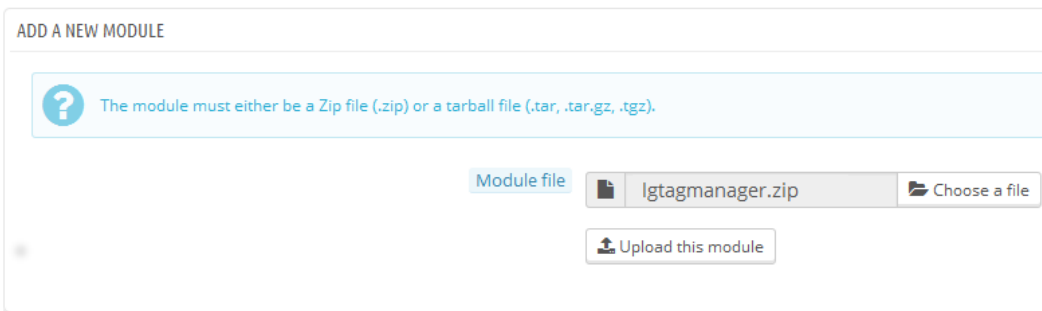 ADD A NEW MODULE
The module must either be a Zip file (.zip) or a tarball file (.tar, .tar.gz, .tgz).
Module file
lgtagmanager.zip
Choose a file
Upload this module